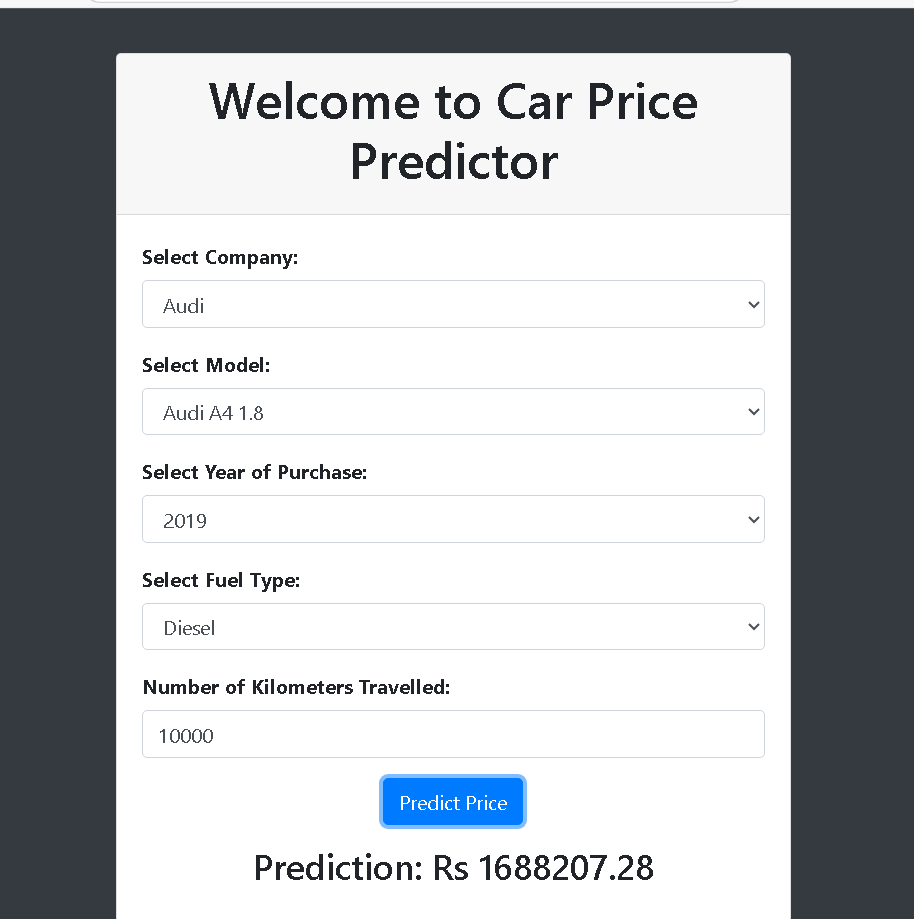 Welcome to Car Price
Predictor
Select Company:
Audi
Select Model:
Audi A4 1.8
Select Year of Purchase:
2019
Select Fuel Type:
Diesel
Number of Kilometers Travelled:
10000
Predict Price
Prediction: Rs 1688207.28